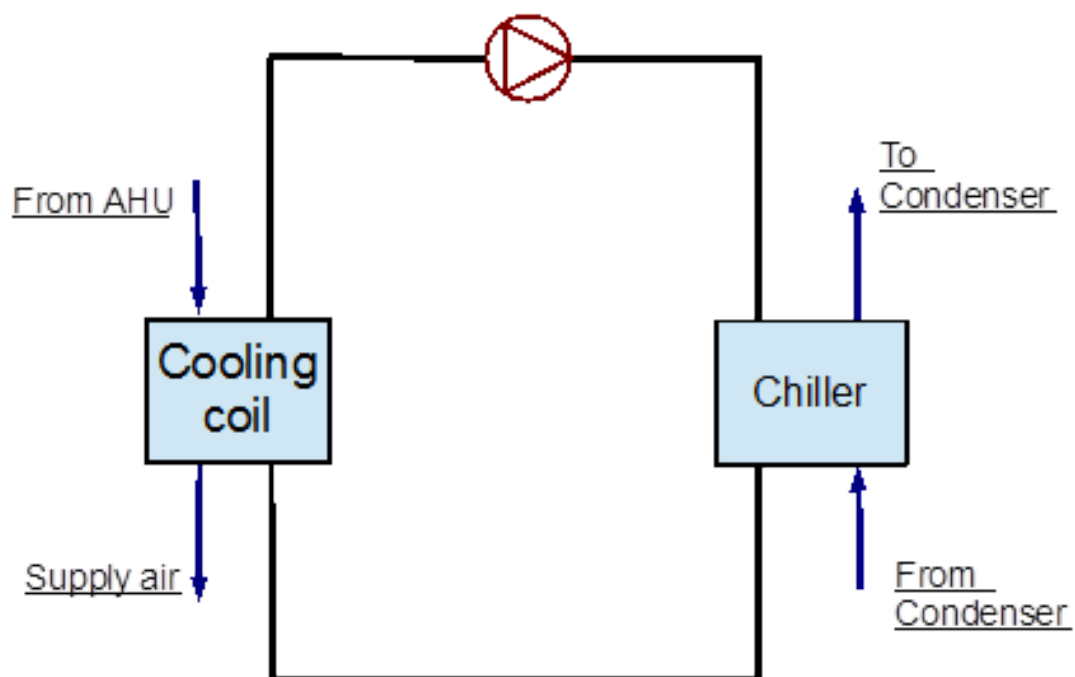 From AHU
To
Condenser
Cooling
coil
Chiller
Supply air
From
Condenser